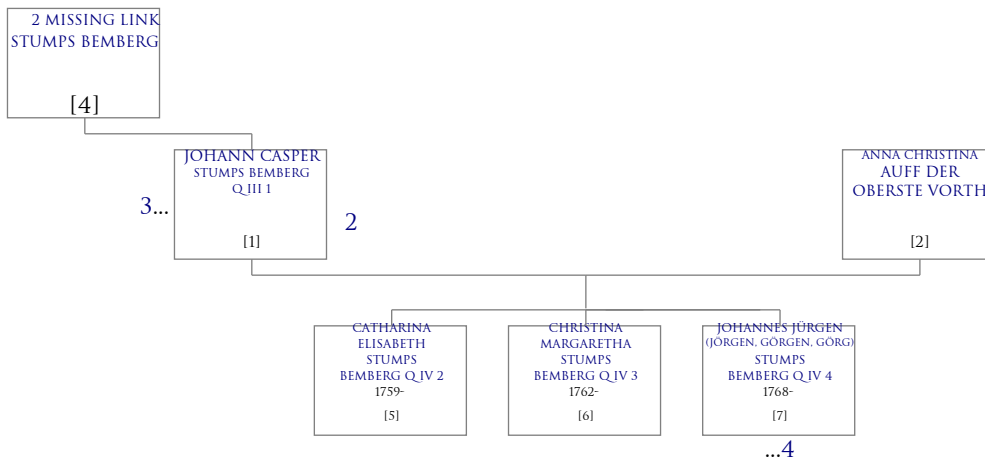 2 MISSING LINK
STUMPS BEMBERG
[4]
JOHANN CASPER
STUMPS BEMBERG
Q III 1
[1]
3...
2
ANNA CHRISTINA
AUFF DER
OBERSTE VORTH
[2]
CATHARINA
ELISABETH
STUMPS
BEMBERG Q IV 2
1759-
[5]
CHRISTINA
MARGARETHA
STUMPS
BEMBERG Q IV 3
1762-
[6]
JOHANNES JÜRGEN
(JÖRGEN, GÖRGEN, GÖRG)
STUMPS
BEMBERG Q IV 4
1768-
[7]
...4